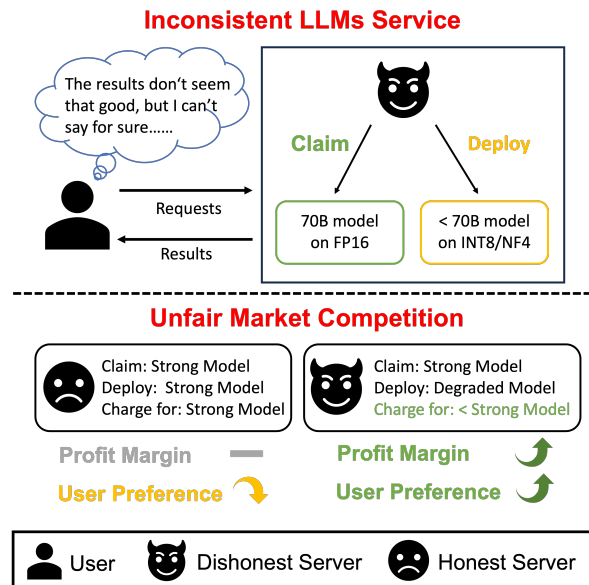 Inconsistent LLMs Service
The results don't seem
that good, but I can't
say for sure......
Claim
Deploy
Requests
Results
70B model
on FP16
< 70B model
on INT8/NF4
Unfair Market Competition
Claim: Strong Model
Deploy: Strong Model
Charge for: Strong Model
Claim: Strong Model
Deploy: Degraded Model
Charge for: < Strong Model
Profit Margin
User Preference
Profit Margin
User Preference
User
Dishonest Server
Honest Server